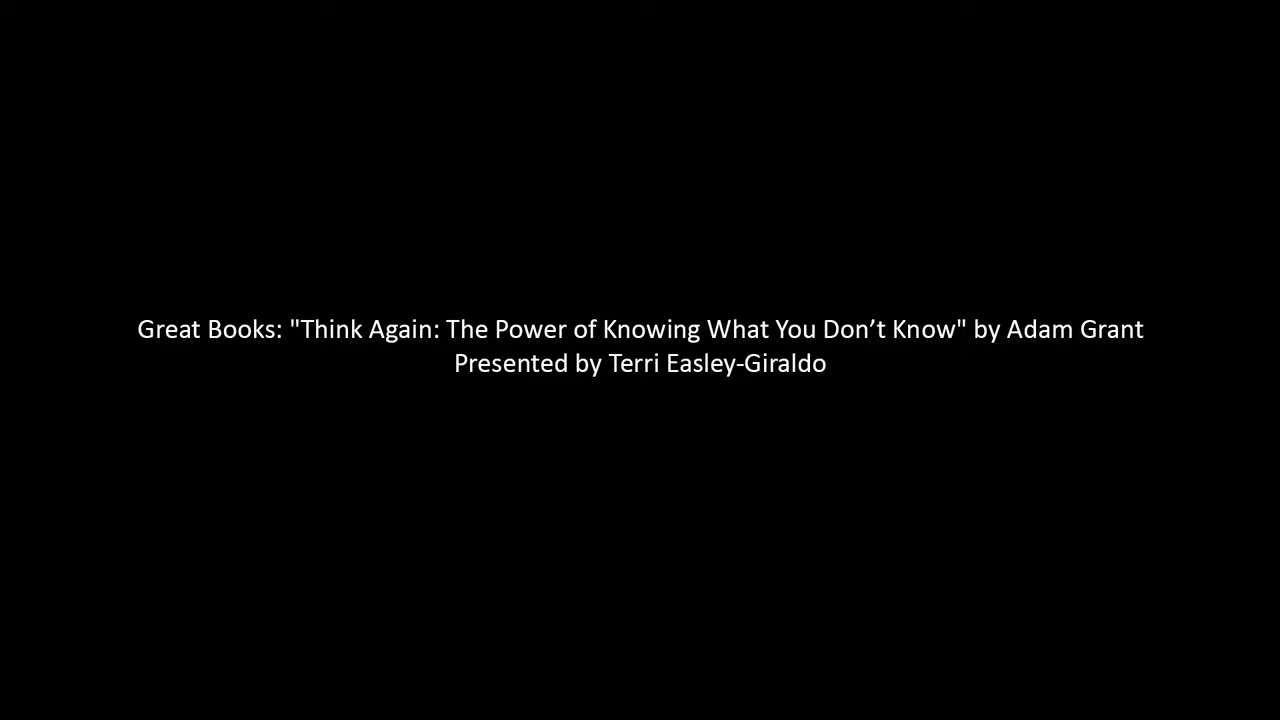 Great Books: "Think Again: The Power of Knowing What You Don’t Know" by Adam Grant
Presented by Terri Easley-Giraldo